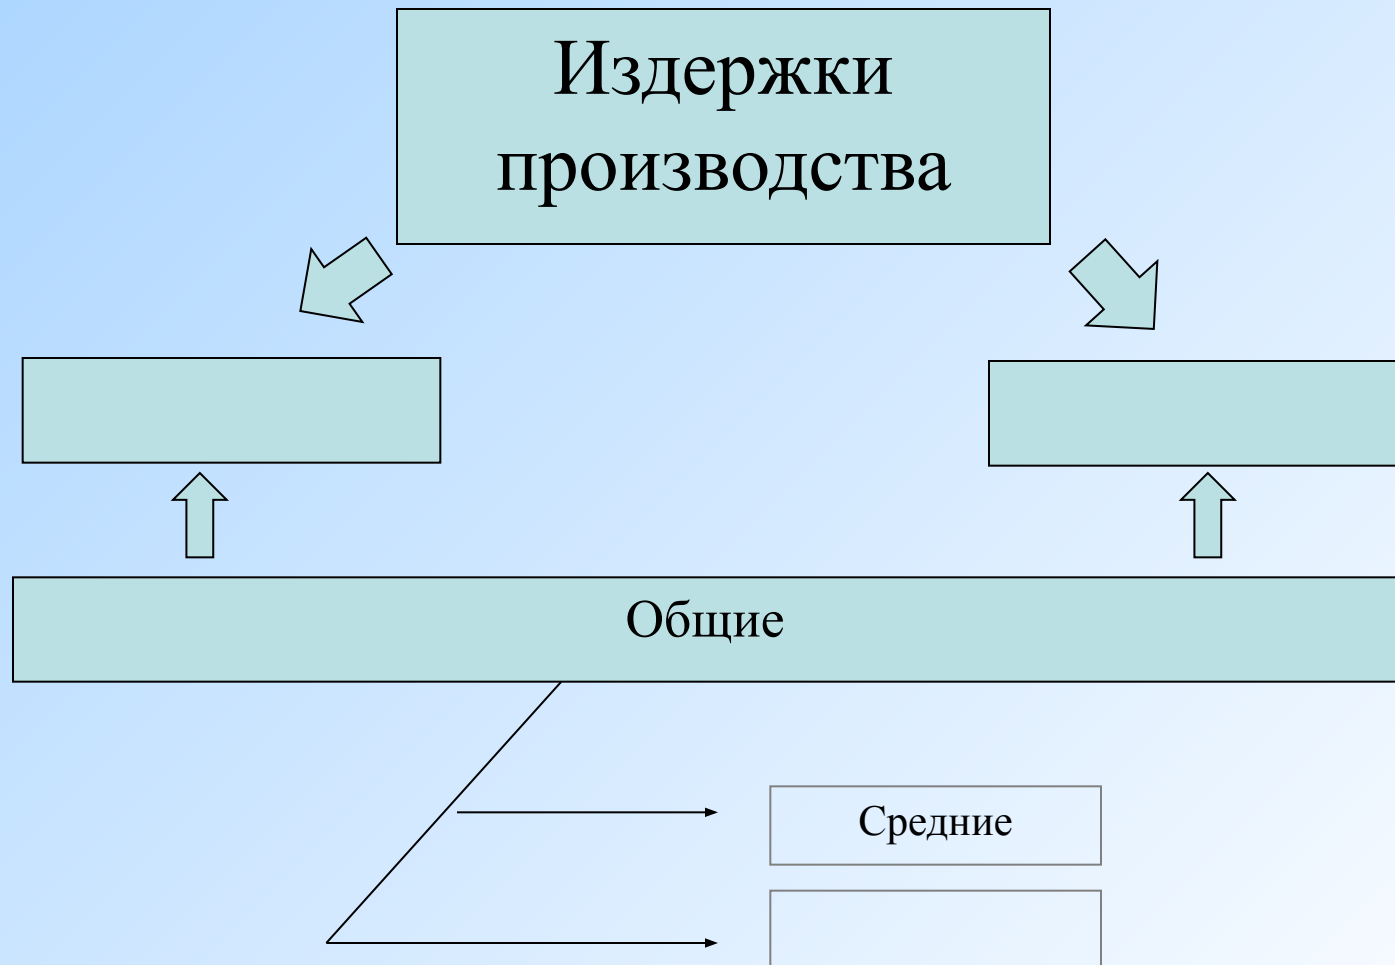 Издержки
производства
Общие
Средние